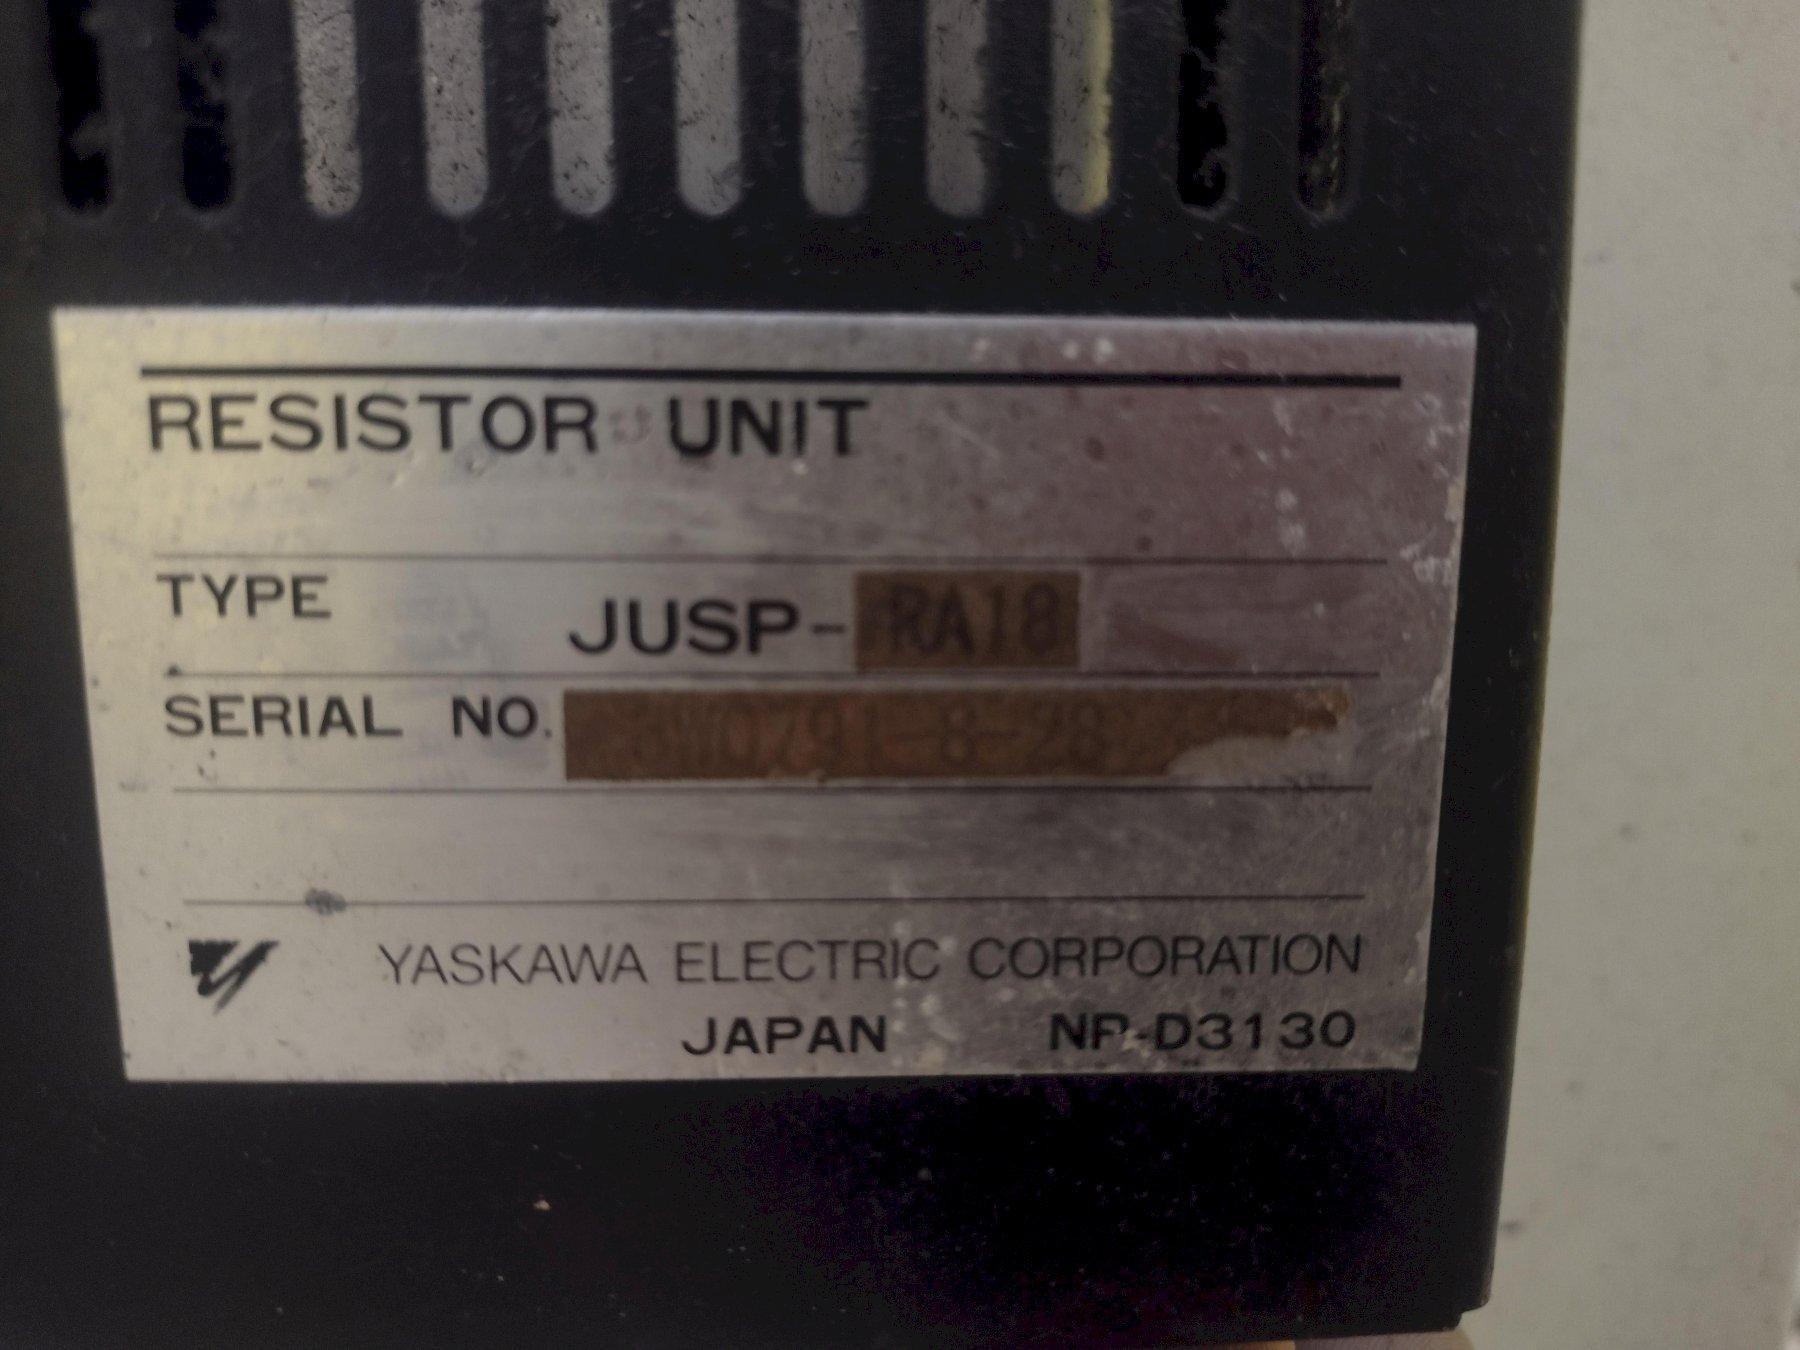 RESISTOR UNIT
TYPE JUSP-RA18
SERIAL NO.
YASKAWA ELECTRIC CORPORATION
JAPAN NP-D3130